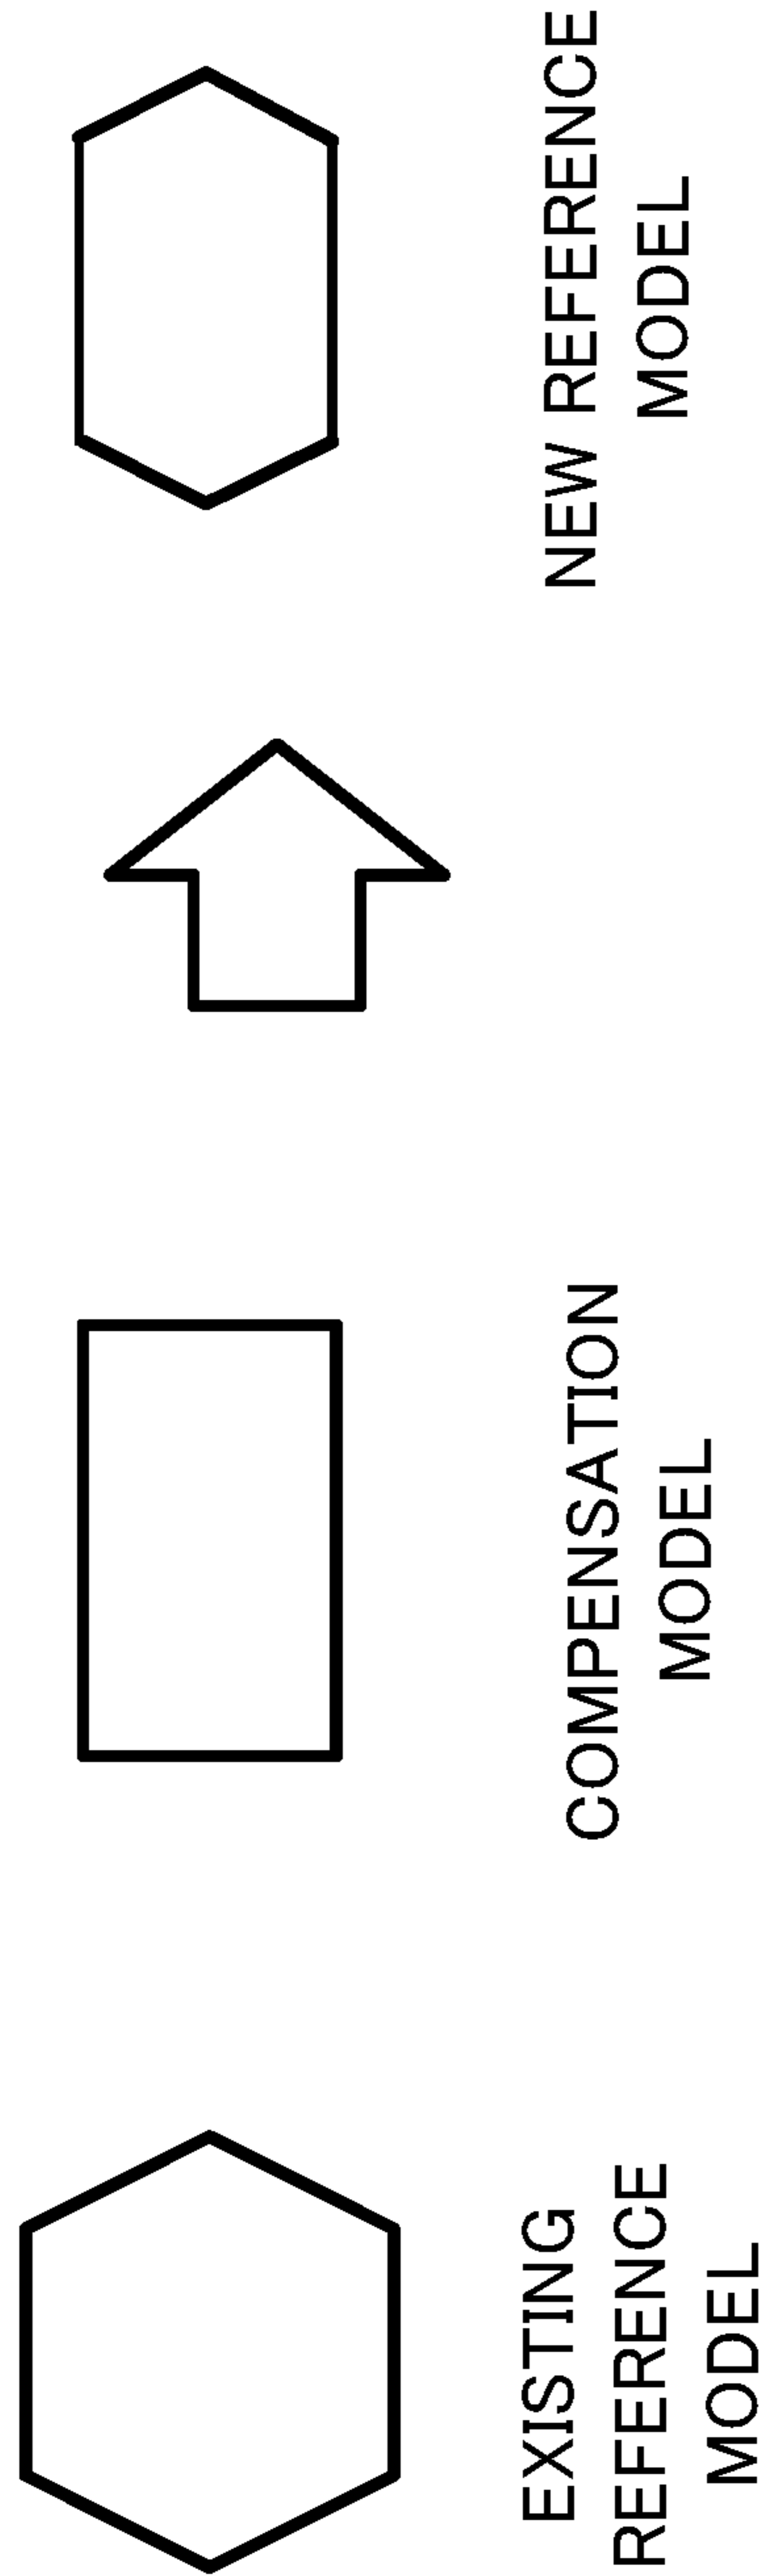 EXISTING
REFERENCE
MODEL
COMPENSATION
MODEL
NEW REFERENCE
MODEL